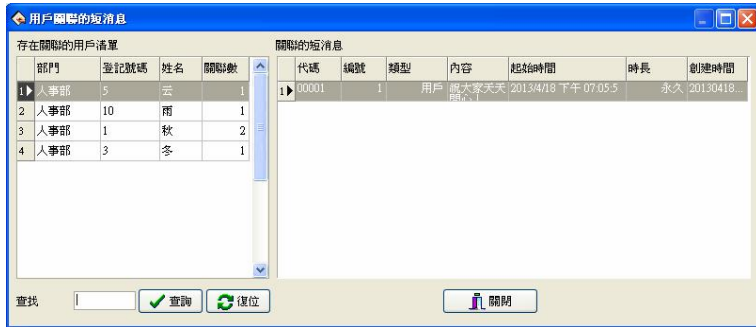 用戶關聯的短消息
存在關聯的用戶清單
關聯的短消息
部門 登記號碼 姓名 關聯數
1 人事部 5 云 1
2 人事部 10 雨 1
3 人事部 1 秋 2
4 人事部 3 冬 1
代碼 編號 類型 內容 起始時間 時長 創建時間
1 00001 1 用戶 祝大家天天 2013/4/18 下午 07:05:5 永久 20130418...
開心！
查找 查詢 復位
關閉